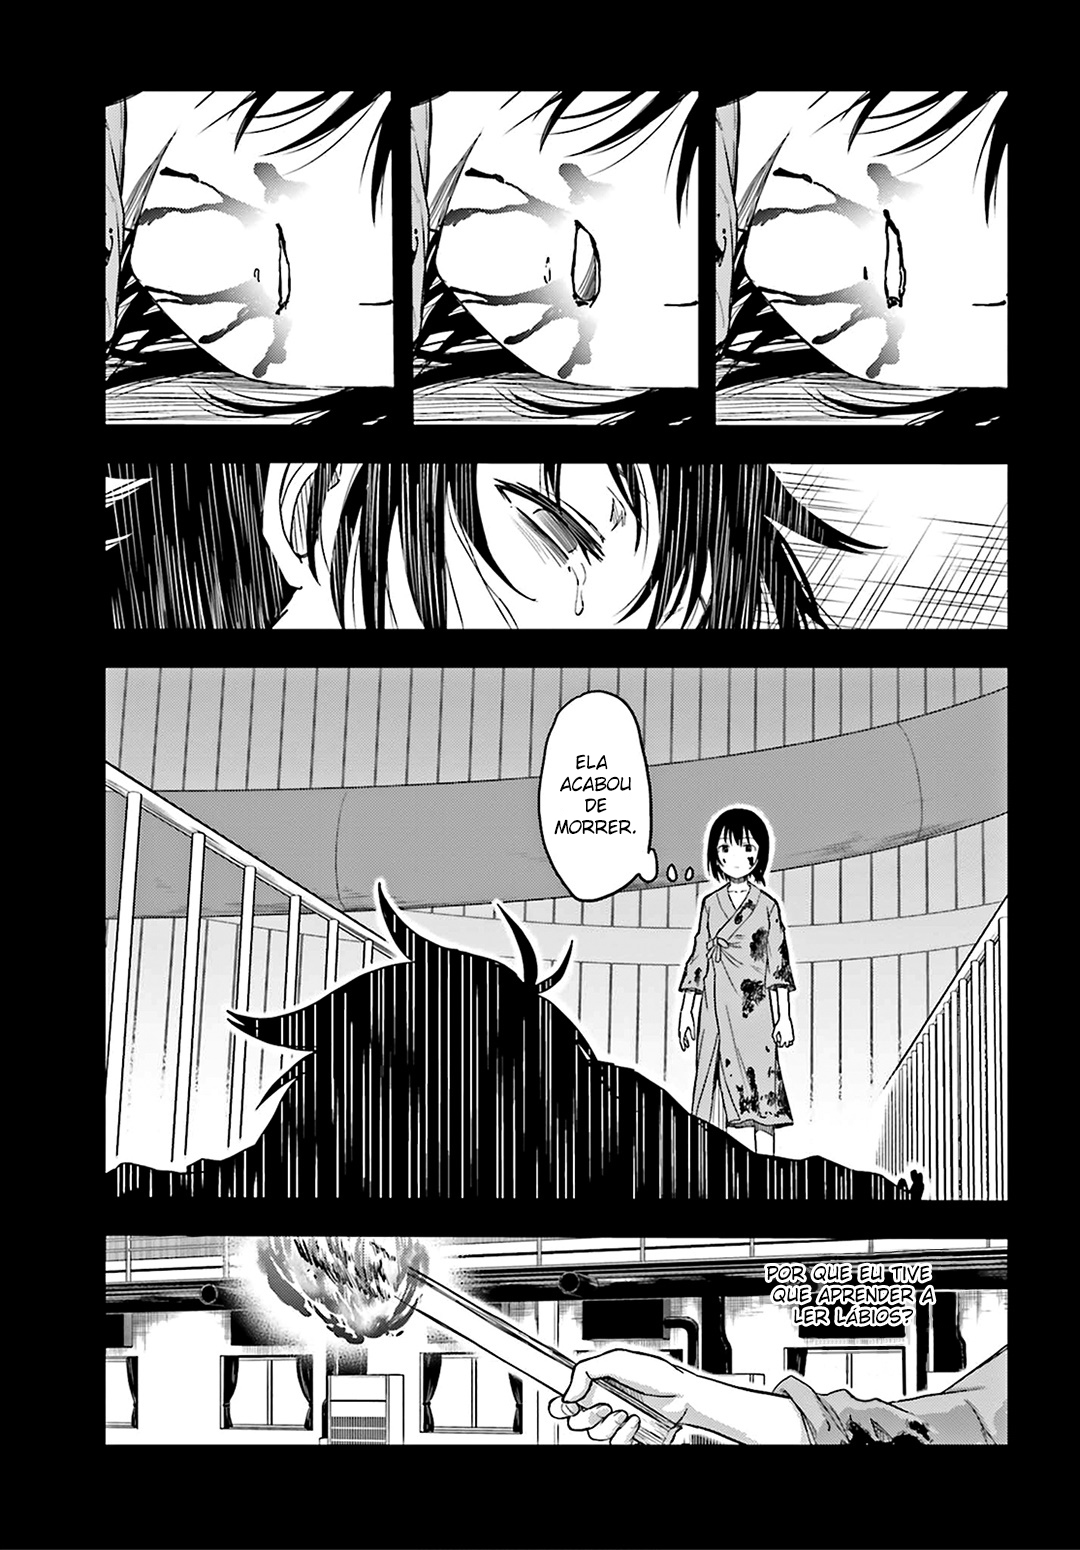 ELA
ACABOU
DE
MORRER.
POR QUE EU TIVE
QUE APRENDER A
LER LÁBIOS?